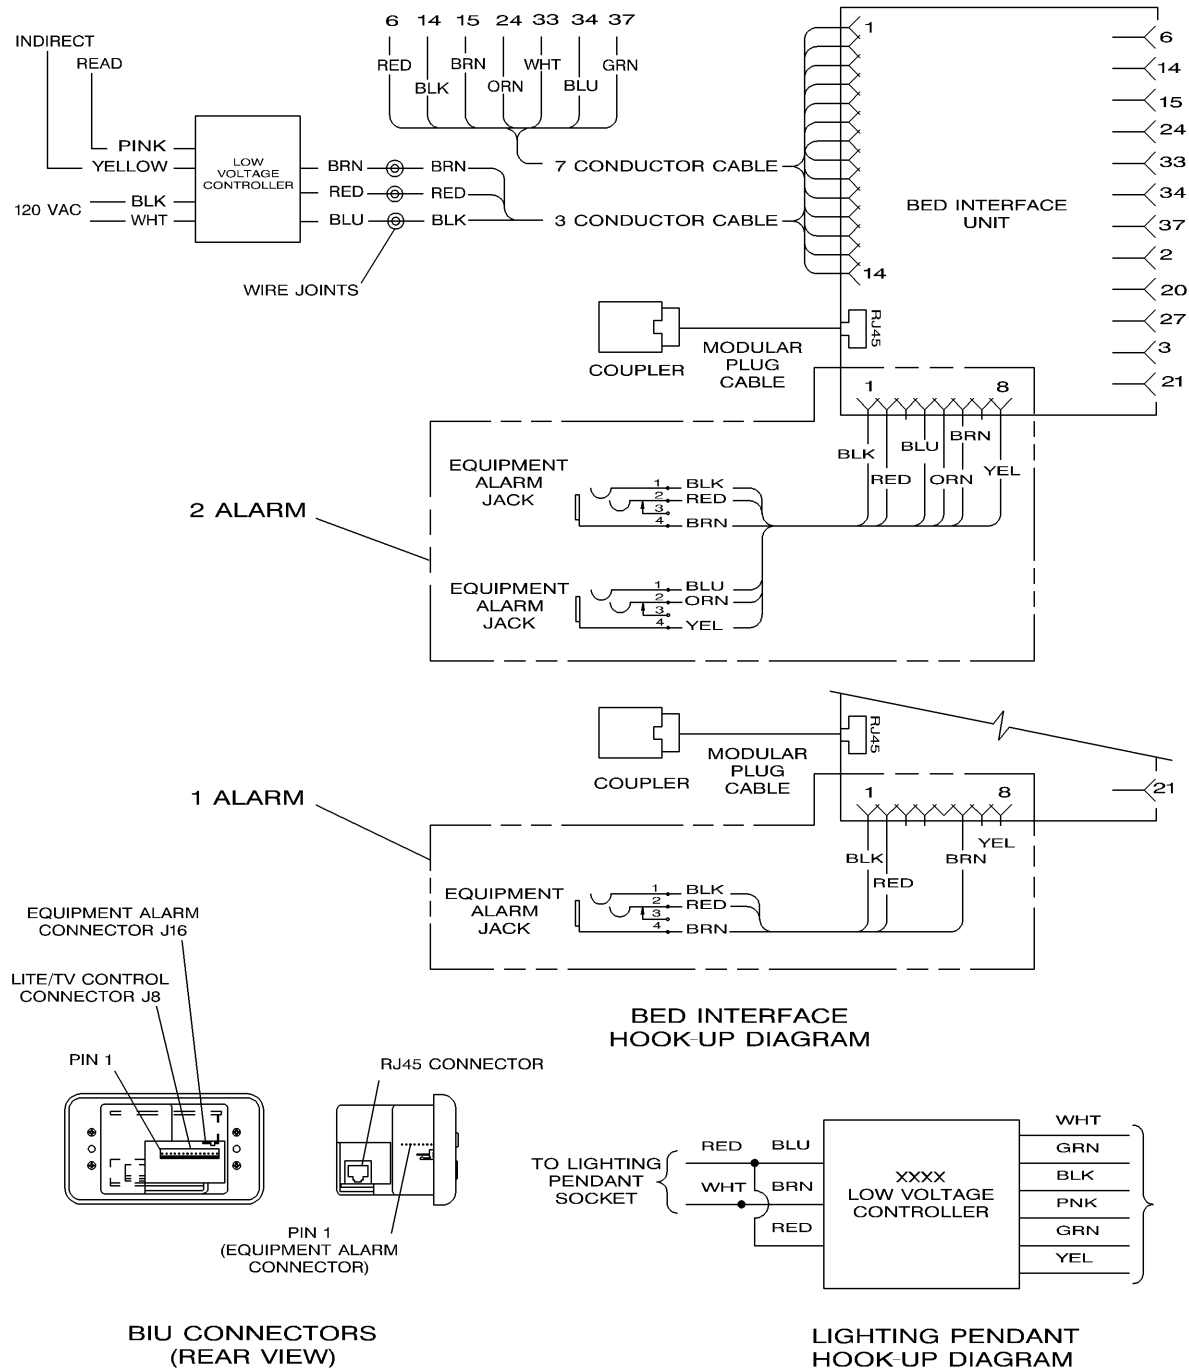 6 14 15 24 33 34 37
RED BLK BRN ORN WHT BLU GRN
INDIRECT
READ
PINK
YELLOW
120 VAC
BLK
WHT
LOW
VOLTAGE
CONTROLLER
BRN BRN
RED RED
BLU BLK
WIRE JOINTS
7 CONDUCTOR CABLE
3 CONDUCTOR CABLE
1
14
BED INTERFACE
UNIT
6
14
15
24
33
34
37
2
20
27
3
21
RJ45
COUPLER
MODULAR
PLUG
CABLE
1 8
BLK RED BLU ORN BRN YEL
2 ALARM
EQUIPMENT
ALARM
JACK
1 BLK
2 RED
3
4 BRN
EQUIPMENT
ALARM
JACK
1 BLU
2 ORN
3
4 YEL
RJ45
COUPLER
MODULAR
PLUG
CABLE
21
1 8
BLK RED BRN YEL
1 ALARM
EQUIPMENT
ALARM
JACK
1 BLK
2 RED
3
4 BRN
BED INTERFACE
HOOK-UP DIAGRAM
EQUIPMENT ALARM
CONNECTOR J16
LITE/TV CONTROL
CONNECTOR J8
PIN 1
RJ45 CONNECTOR
PIN 1
(EQUIPMENT ALARM
CONNECTOR)
BIU CONNECTORS
(REAR VIEW)
TO LIGHTING
PENDANT
SOCKET
RED BLU
WHT BRN
RED
XXXX
LOW VOLTAGE
CONTROLLER
WHT
GRN
BLK
PNK
GRN
YEL
LIGHTING PENDANT
HOOK-UP DIAGRAM